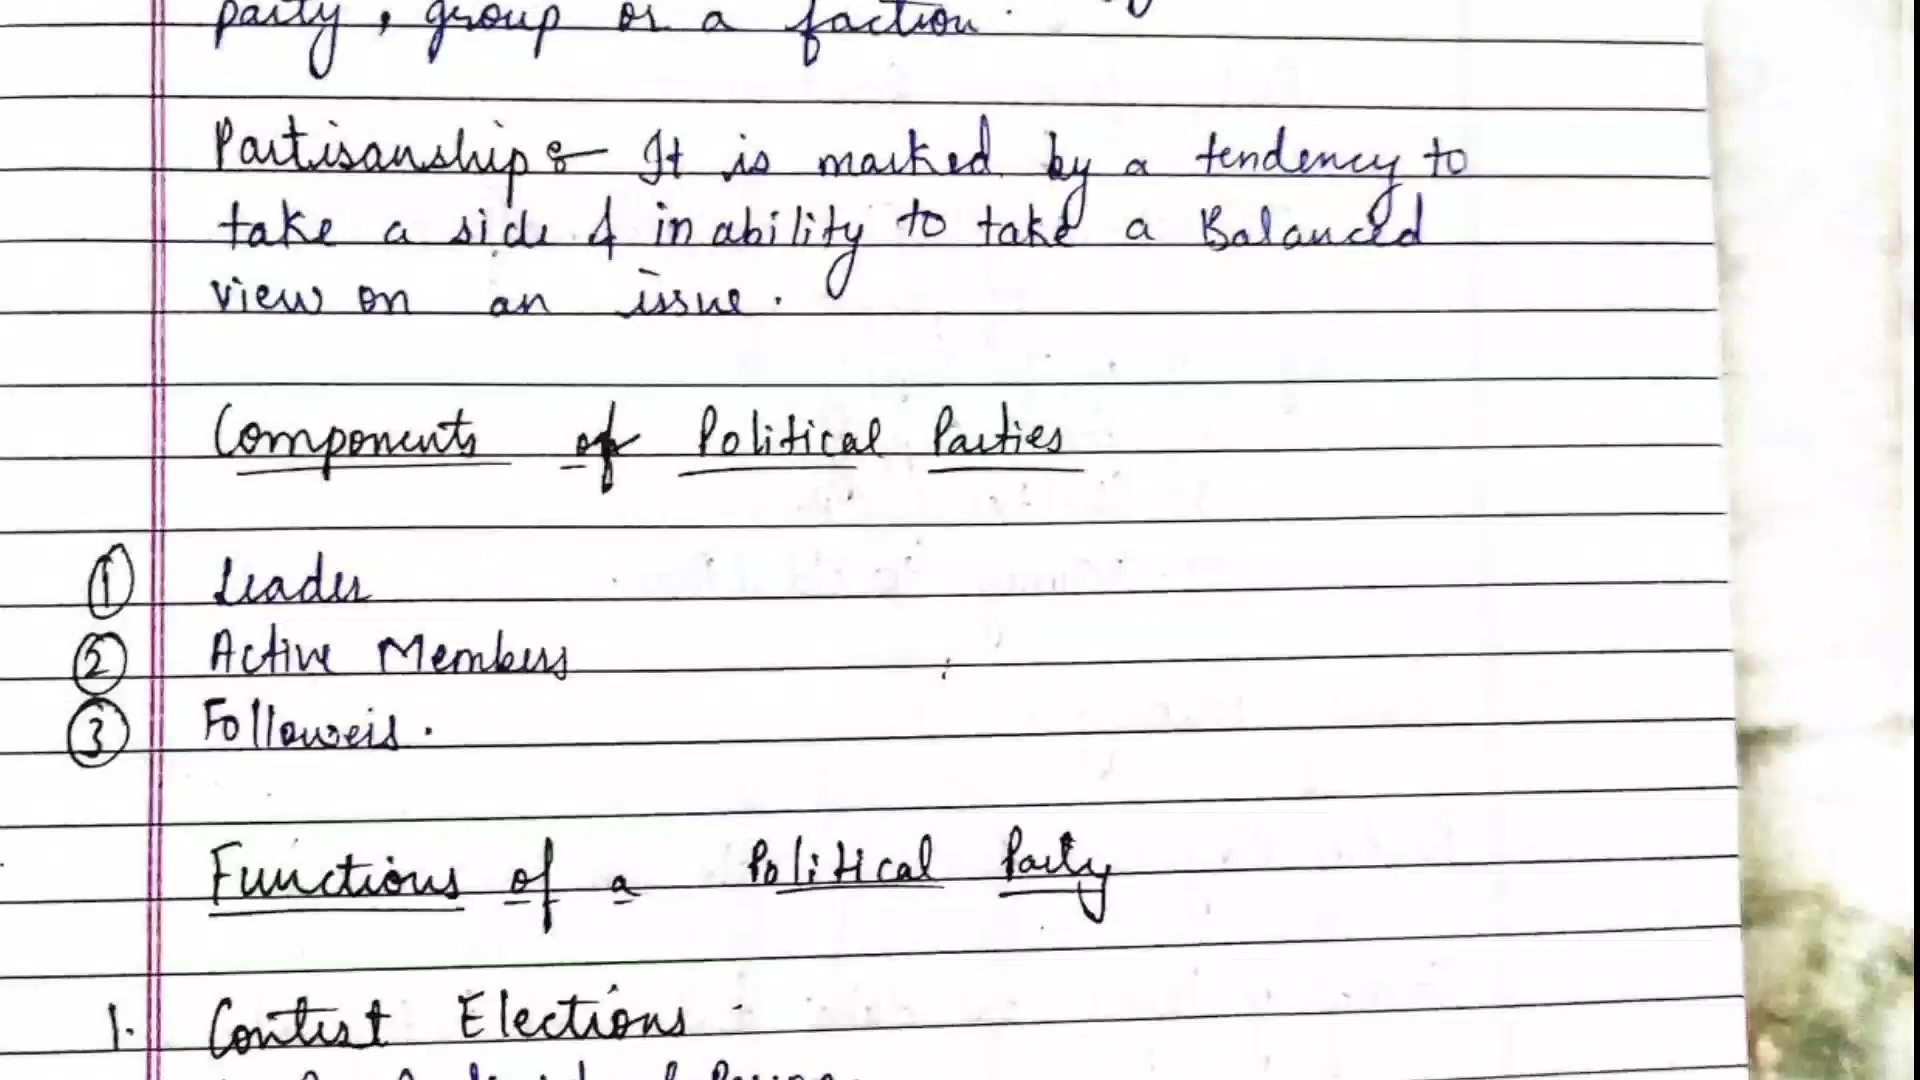 party, group or a faction.
Partisanship :- It is marked by a tendency to
take a side & inability to take a Balanced
view on an issue.
Components of Political Parties
① Leader
② Active Members
③ Followers.
Functions of a Political Party
1. Contest Elections